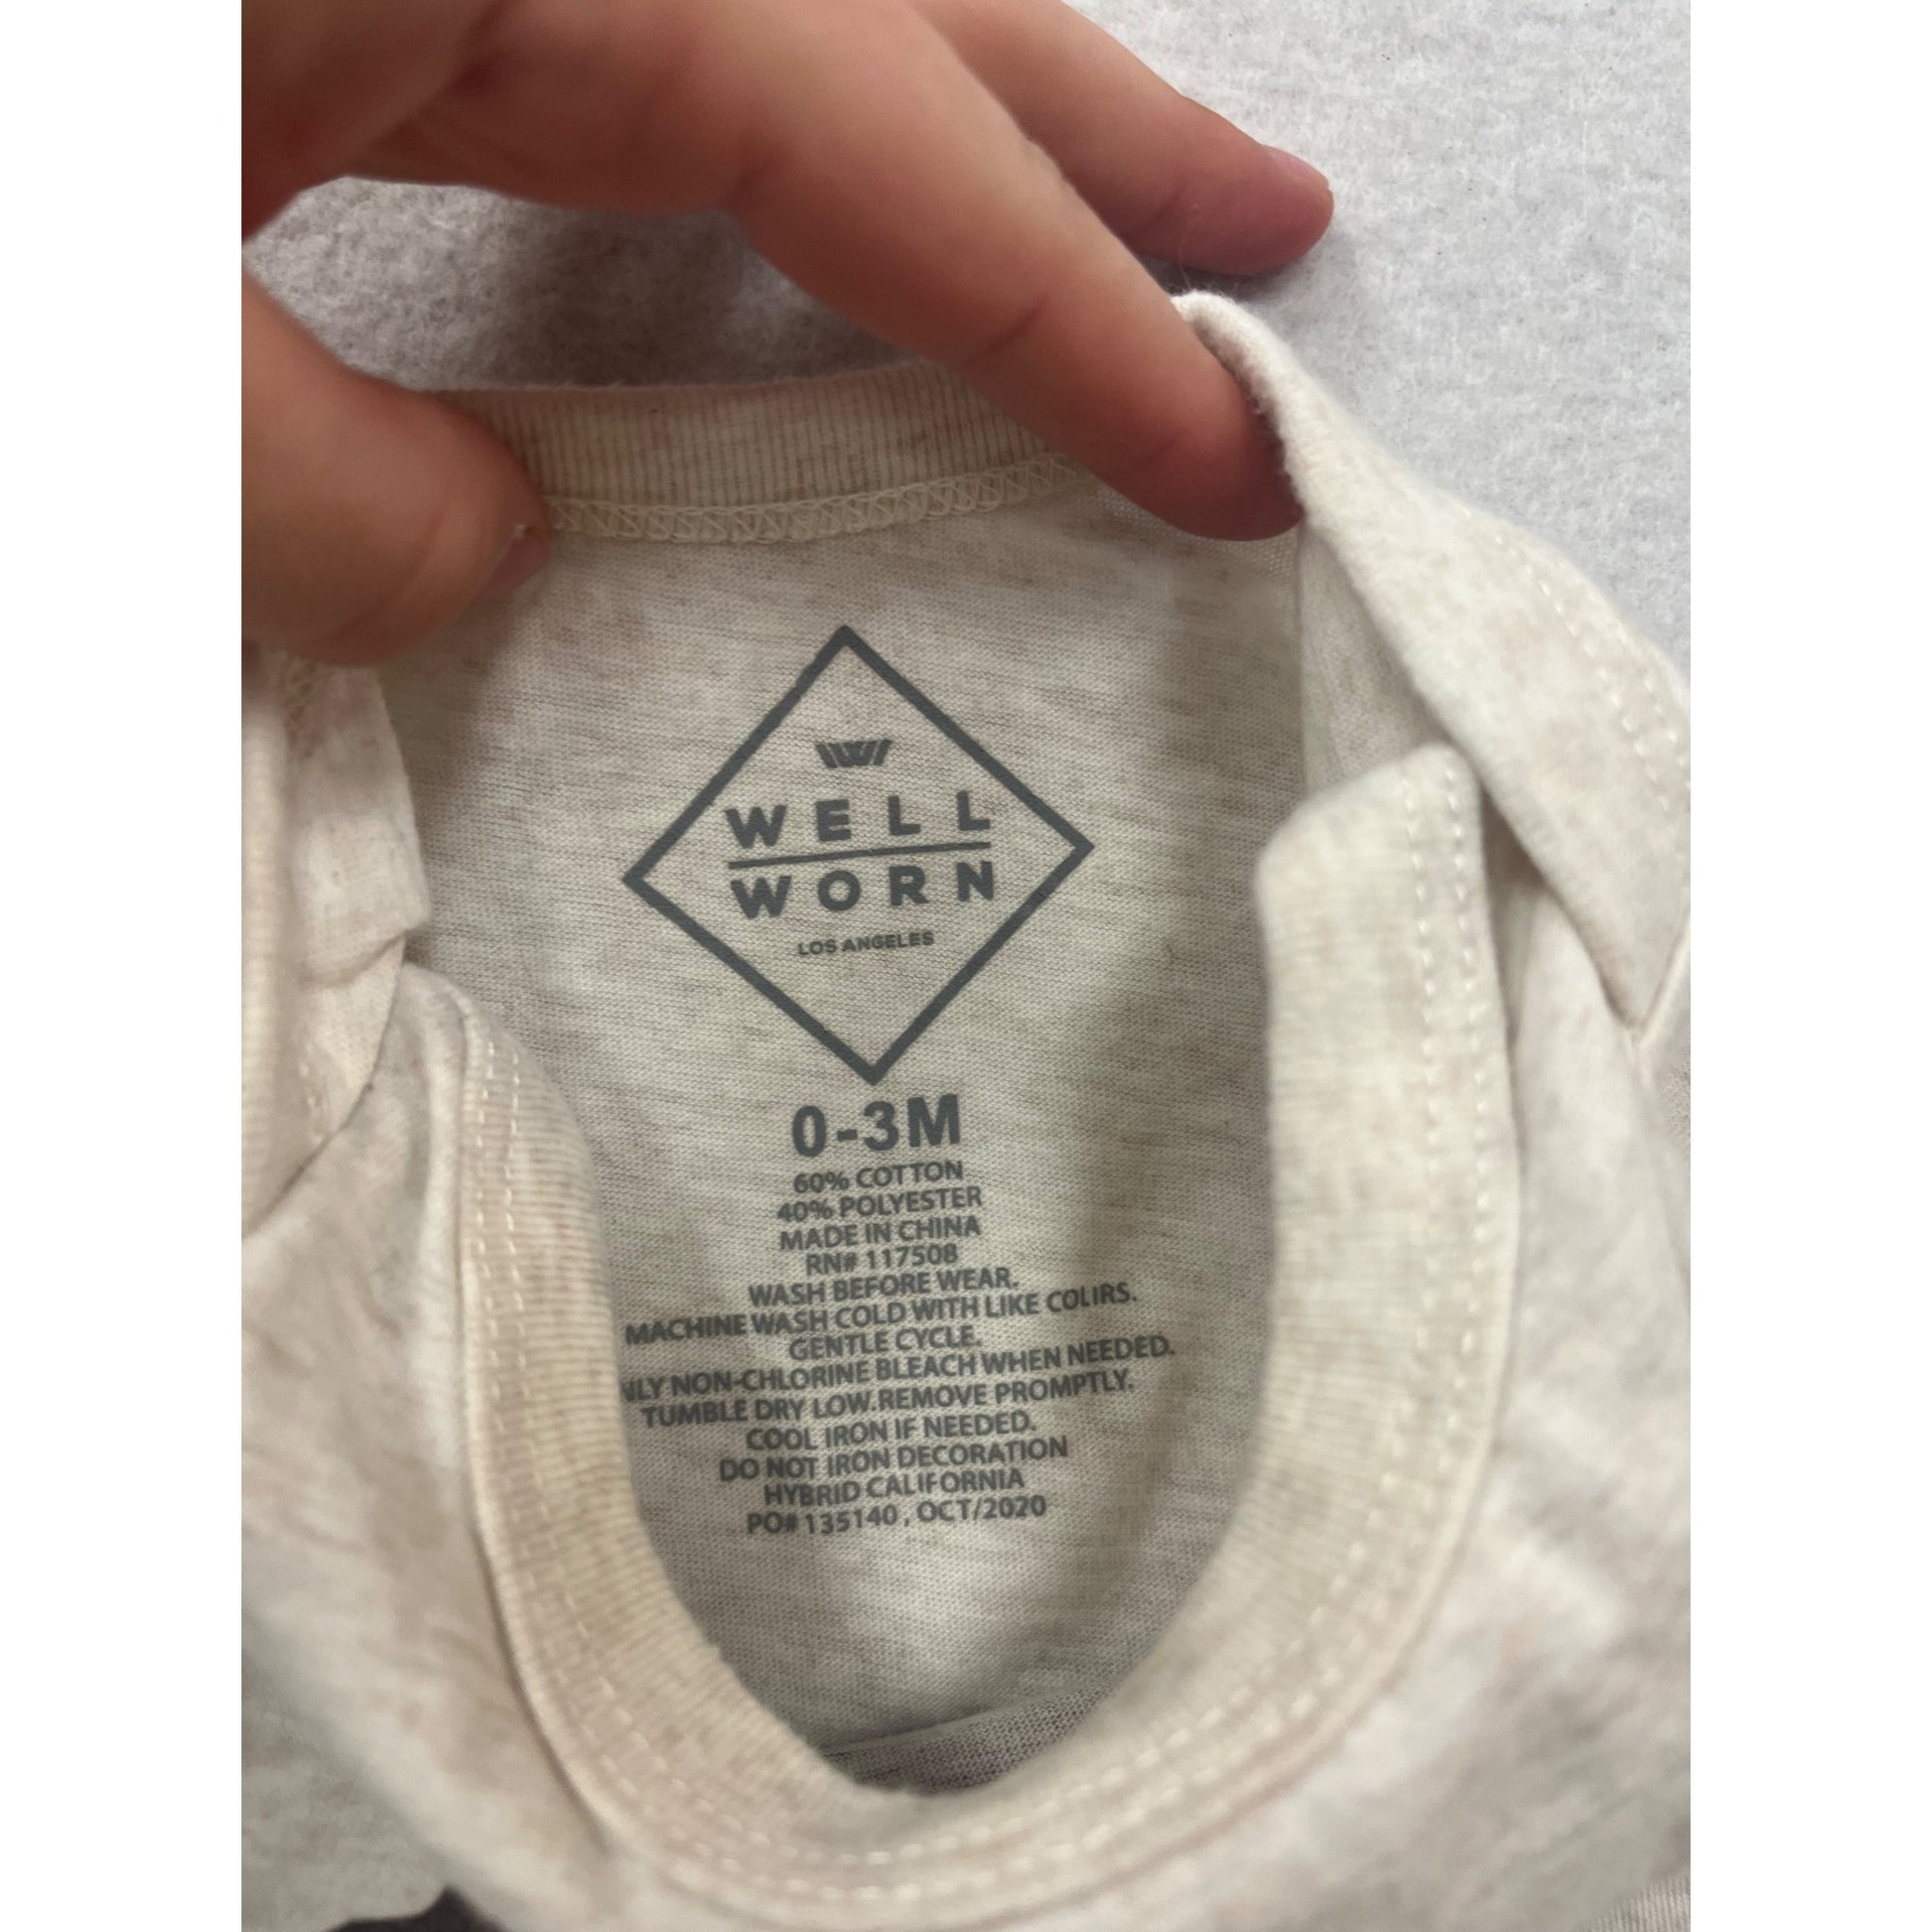 WELL
WORN
LOS ANGELES
0-3M
60% COTTON
40% POLYESTER
MADE IN CHINA
RN# 117508
WASH BEFORE WEAR.
MACHINE WASH COLD WITH LIKE COLIRS.
GENTLE CYCLE.
NLY NON-CHLORINE BLEACH WHEN NEEDED.
TUMBLE DRY LOW.REMOVE PROMPTLY.
COOL IRON IF NEEDED.
DO NOT IRON DECORATION
HYBRID CALIFORNIA
PO# 135140 , OCT/2020